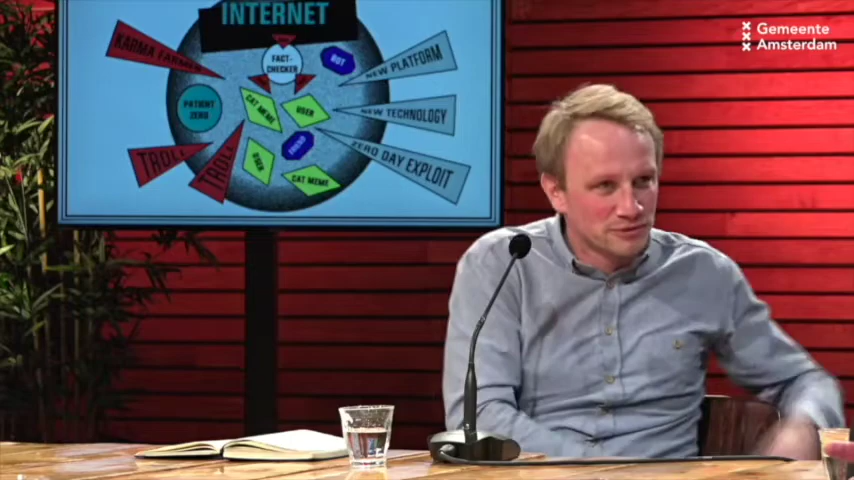 INTERNET
Gemeente
Amsterdam
KARMA FARMER
FACT-
CHECKER
BOT
NEW PLATFORM
PATIENT
ZERO
CAT MEME
USER
NEW TECHNOLOGY
TROLL
TROLL
USER
CAT MEME
ZERO DAY EXPLOIT